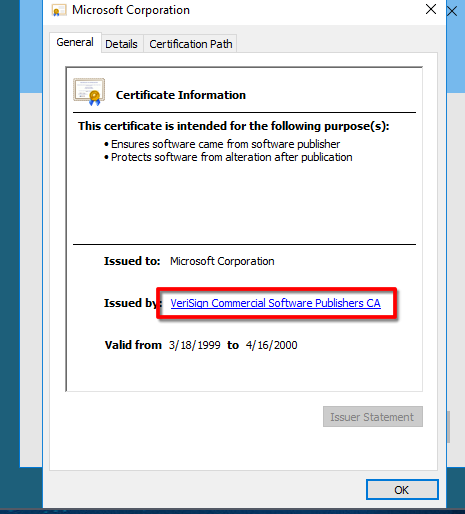 Microsoft Corporation
General Details Certification Path
Certificate Information
This certificate is intended for the following purpose(s):
• Ensures software came from software publisher
• Protects software from alteration after publication
Issued to: Microsoft Corporation
Issued by: VeriSign Commercial Software Publishers CA
Valid from 3/18/1999 to 4/16/2000
Issuer Statement
OK